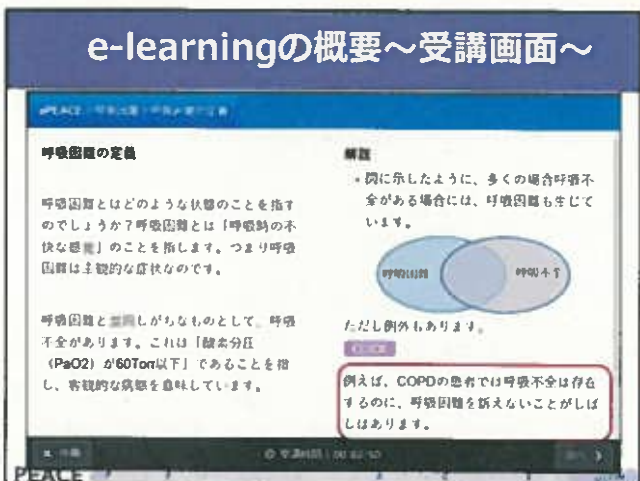 e-learningの概要～受講画面～
ePEACE
呼吸困難の定義
呼吸困難とはどのような状態のことを指す
のでしょうか？呼吸困難とは「呼吸時の不
快な感覚」のことを指します。つまり呼吸
困難は主観的な症状なのです。
呼吸困難と しがちなものとして、呼吸
不全があります。これは「酸素分圧
（PaO2）が60Torr以下」であることを指
し、客観的な病態を意味しています。
解説
・図に示したように、多くの場合呼吸不
全がある場合には、呼吸困難も生じて
います。
呼吸困難
呼吸不全
ただし例外もあります。
例えば、COPDの患者では呼吸不全は存在
するのに、呼吸困難を訴えないことがしば
しばあります。
受講時間
PEACE